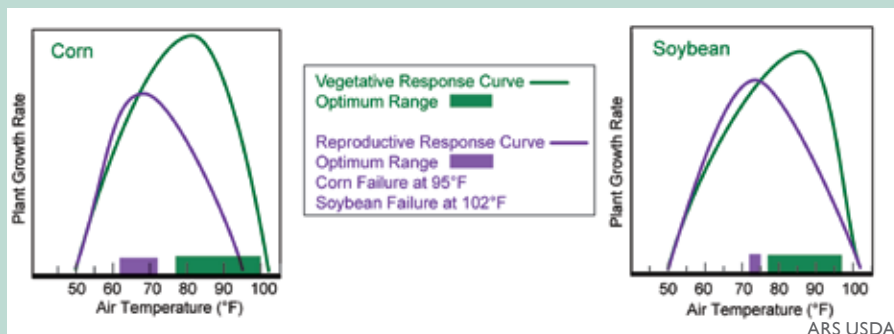 Corn
Plant Growth Rate
50 60 70 80 90 100
Air Temperature (°F)
Vegetative Response Curve
Optimum Range
Reproductive Response Curve
Optimum Range
Corn Failure at 95°F
Soybean Failure at 102°F
Soybean
Plant Growth Rate
50 60 70 80 90 100
Air Temperature (°F)
ARS USDA